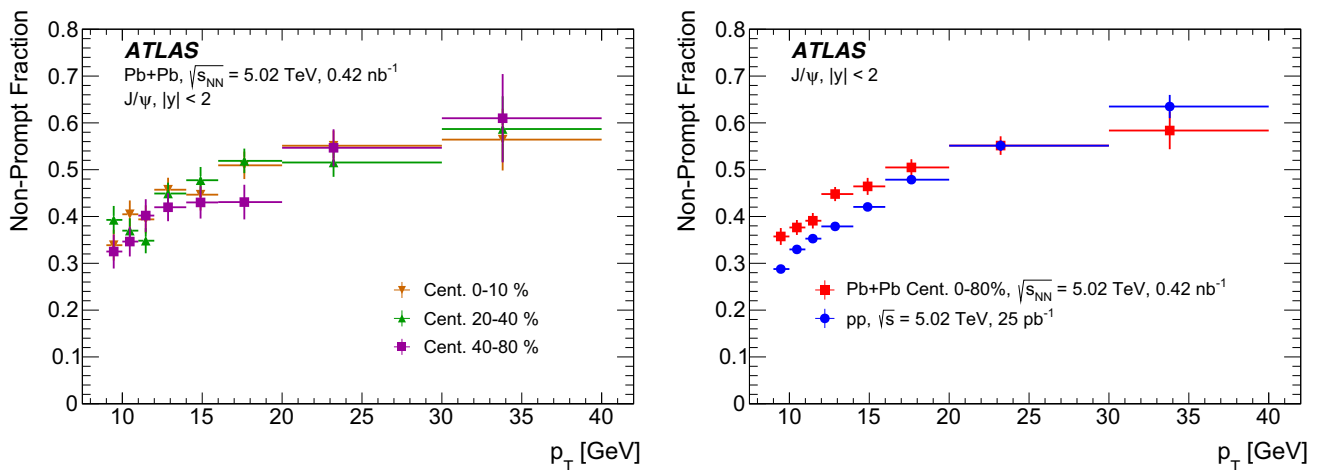 ATLAS
Pb+Pb, √s_NN = 5.02 TeV, 0.42 nb⁻¹
J/ψ, |y| < 2
Non-Prompt Fraction
0.8
0.7
0.6
0.5
0.4
0.3
0.2
0.1
0
Cent. 0-10 %
Cent. 20-40 %
Cent. 40-80 %
10 15 20 25 30 35 40
p_T [GeV]
ATLAS
J/ψ, |y| < 2
Non-Prompt Fraction
0.8
0.7
0.6
0.5
0.4
0.3
0.2
0.1
0
Pb+Pb Cent. 0-80%, √s_NN = 5.02 TeV, 0.42 nb⁻¹
pp, √s = 5.02 TeV, 25 pb⁻¹
10 15 20 25 30 35 40
p_T [GeV]